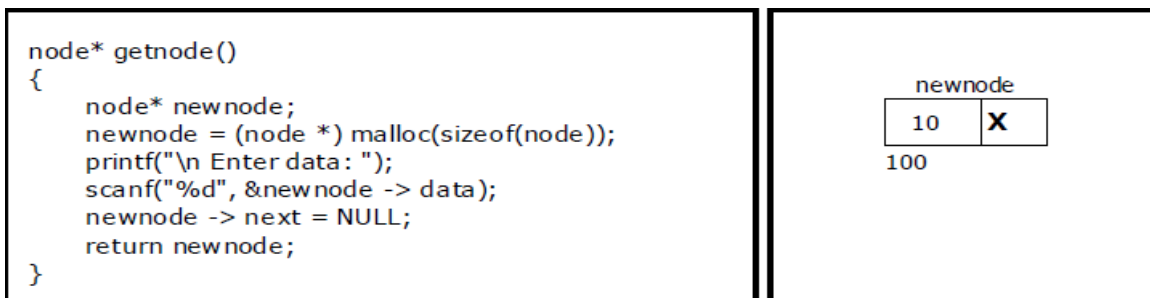 node* getnode()
{
node* newnode;
newnode = (node *) malloc(sizeof(node));
printf("\n Enter data: ");
scanf("%d", &newnode -> data);
newnode -> next = NULL;
return newnode;
}
newnode
10 X
100